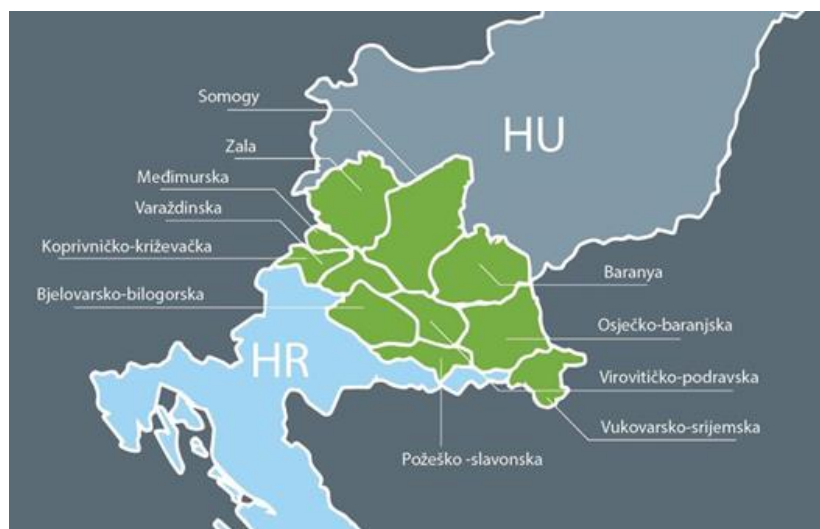 Somogy
HU
Zala
Međimurska
Varaždinska
Koprivničko-križevačka
Baranya
Bjelovarsko-bilogorska
Osječko-baranjska
HR
Virovitičko-podravska
Vukovarsko-srijemska
Požeško -slavonska